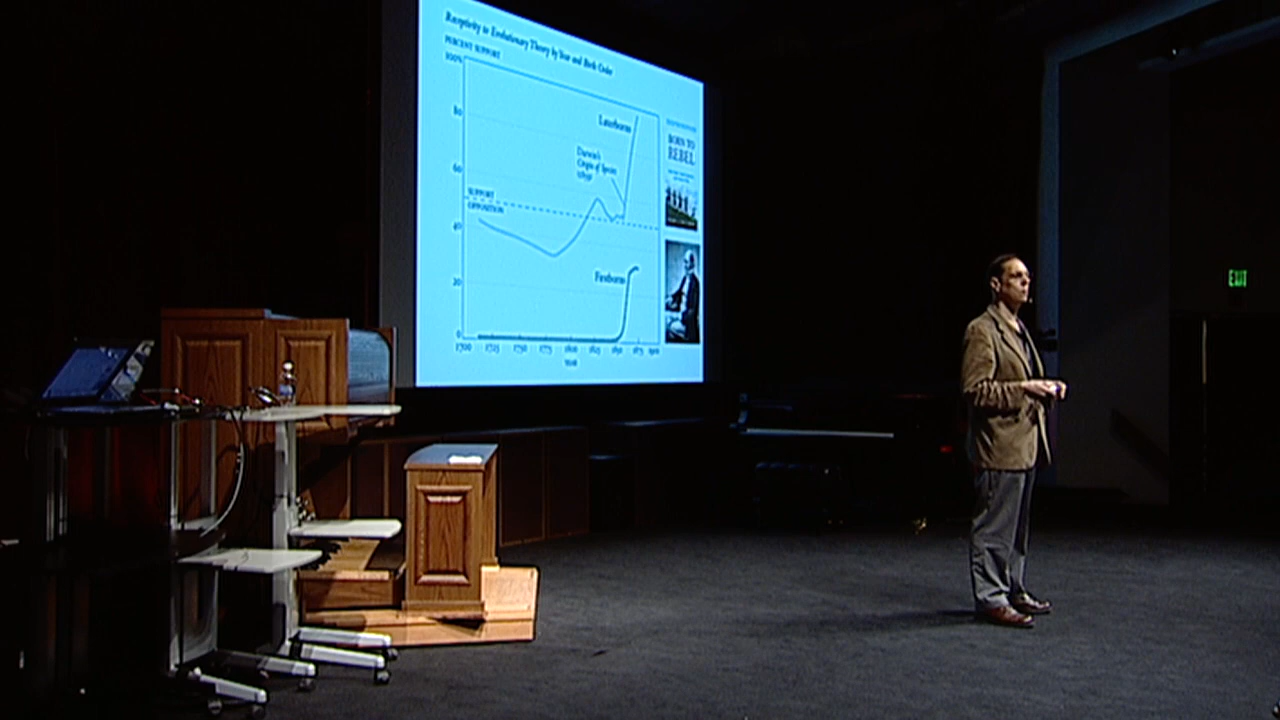 Receptivity to Evolutionary Theory by Year and Birth Order
PERCENT SUPPORT
100%
80
60
SUPPORT
OPPOSITION
40
20
0
Laterborns
Darwin's
Origin of Species
1859
Firstborns
1700 1725 1750 1775 1800 1825 1850 1875 1900
YEAR
BORN TO
REBEL
EXIT